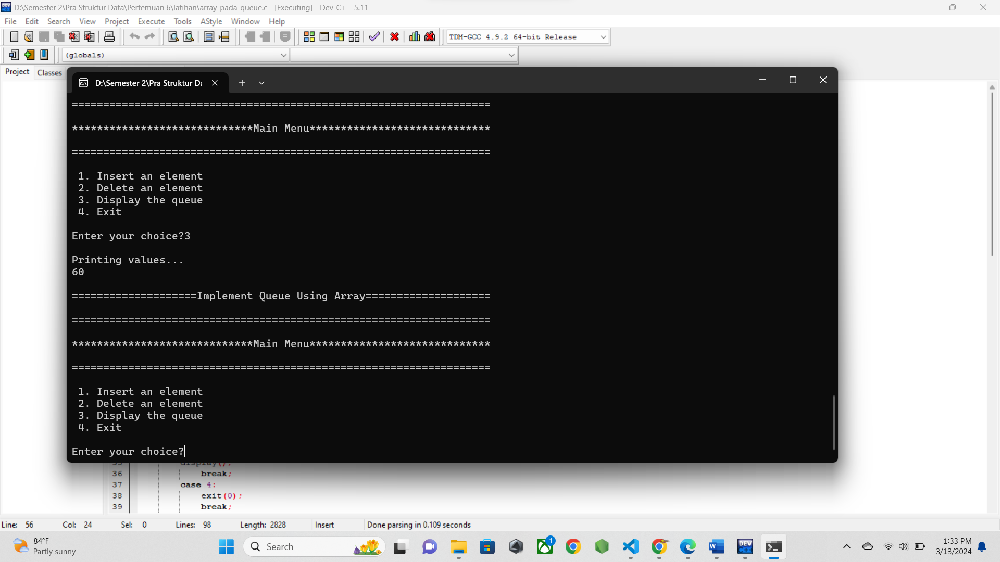 D:\Semester 2\Pra Struktur Data\Pertemuan 6\latihan\array-pada-queue.c - [Executing] - Dev-C++ 5.11
File Edit Search View Project Execute Tools AStyle Window Help
TDM-GCC 4.9.2 64-bit Release
(globals)
Project Classes
D:\Semester 2\Pra Struktur Da
===================================================================
*****************************Main Menu*****************************
===================================================================
1. Insert an element
2. Delete an element
3. Display the queue
4. Exit
Enter your choice?3
Printing values...
60
====================Implement Queue Using Array====================
===================================================================
*****************************Main Menu*****************************
===================================================================
1. Insert an element
2. Delete an element
3. Display the queue
4. Exit
Enter your choice?
35 display();
36 break;
37 case 4:
38 exit(0);
39 break;
Line: 56 Col: 24 Sel: 0 Lines: 98 Length: 2828 Insert Done parsing in 0.109 seconds
84°F
Partly sunny
Search
1
DEV C++
1:33 PM
3/13/2024